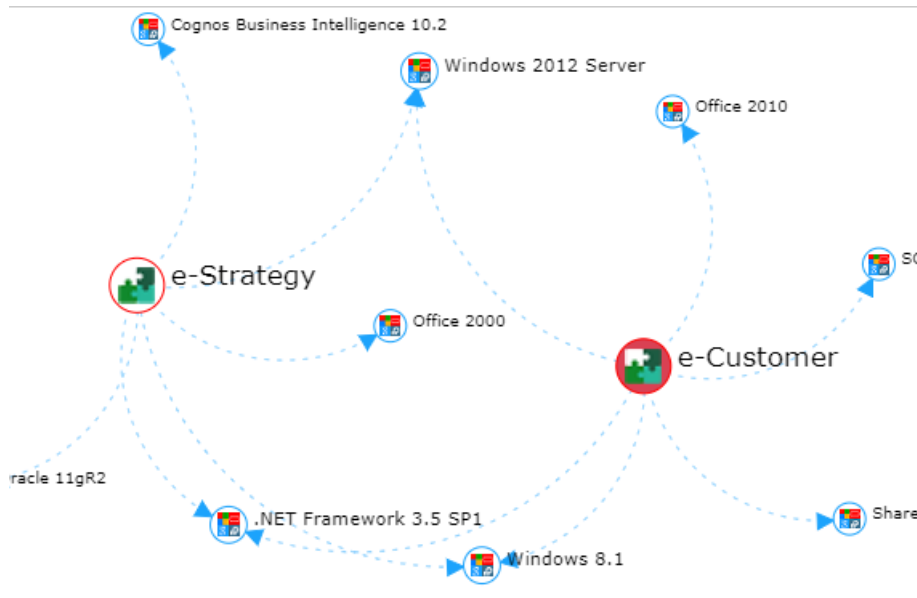 Cognos Business Intelligence 10.2
Windows 2012 Server
Office 2010
e-Strategy
Office 2000
e-Customer
racle 11gR2
.NET Framework 3.5 SP1
Share
Windows 8.1